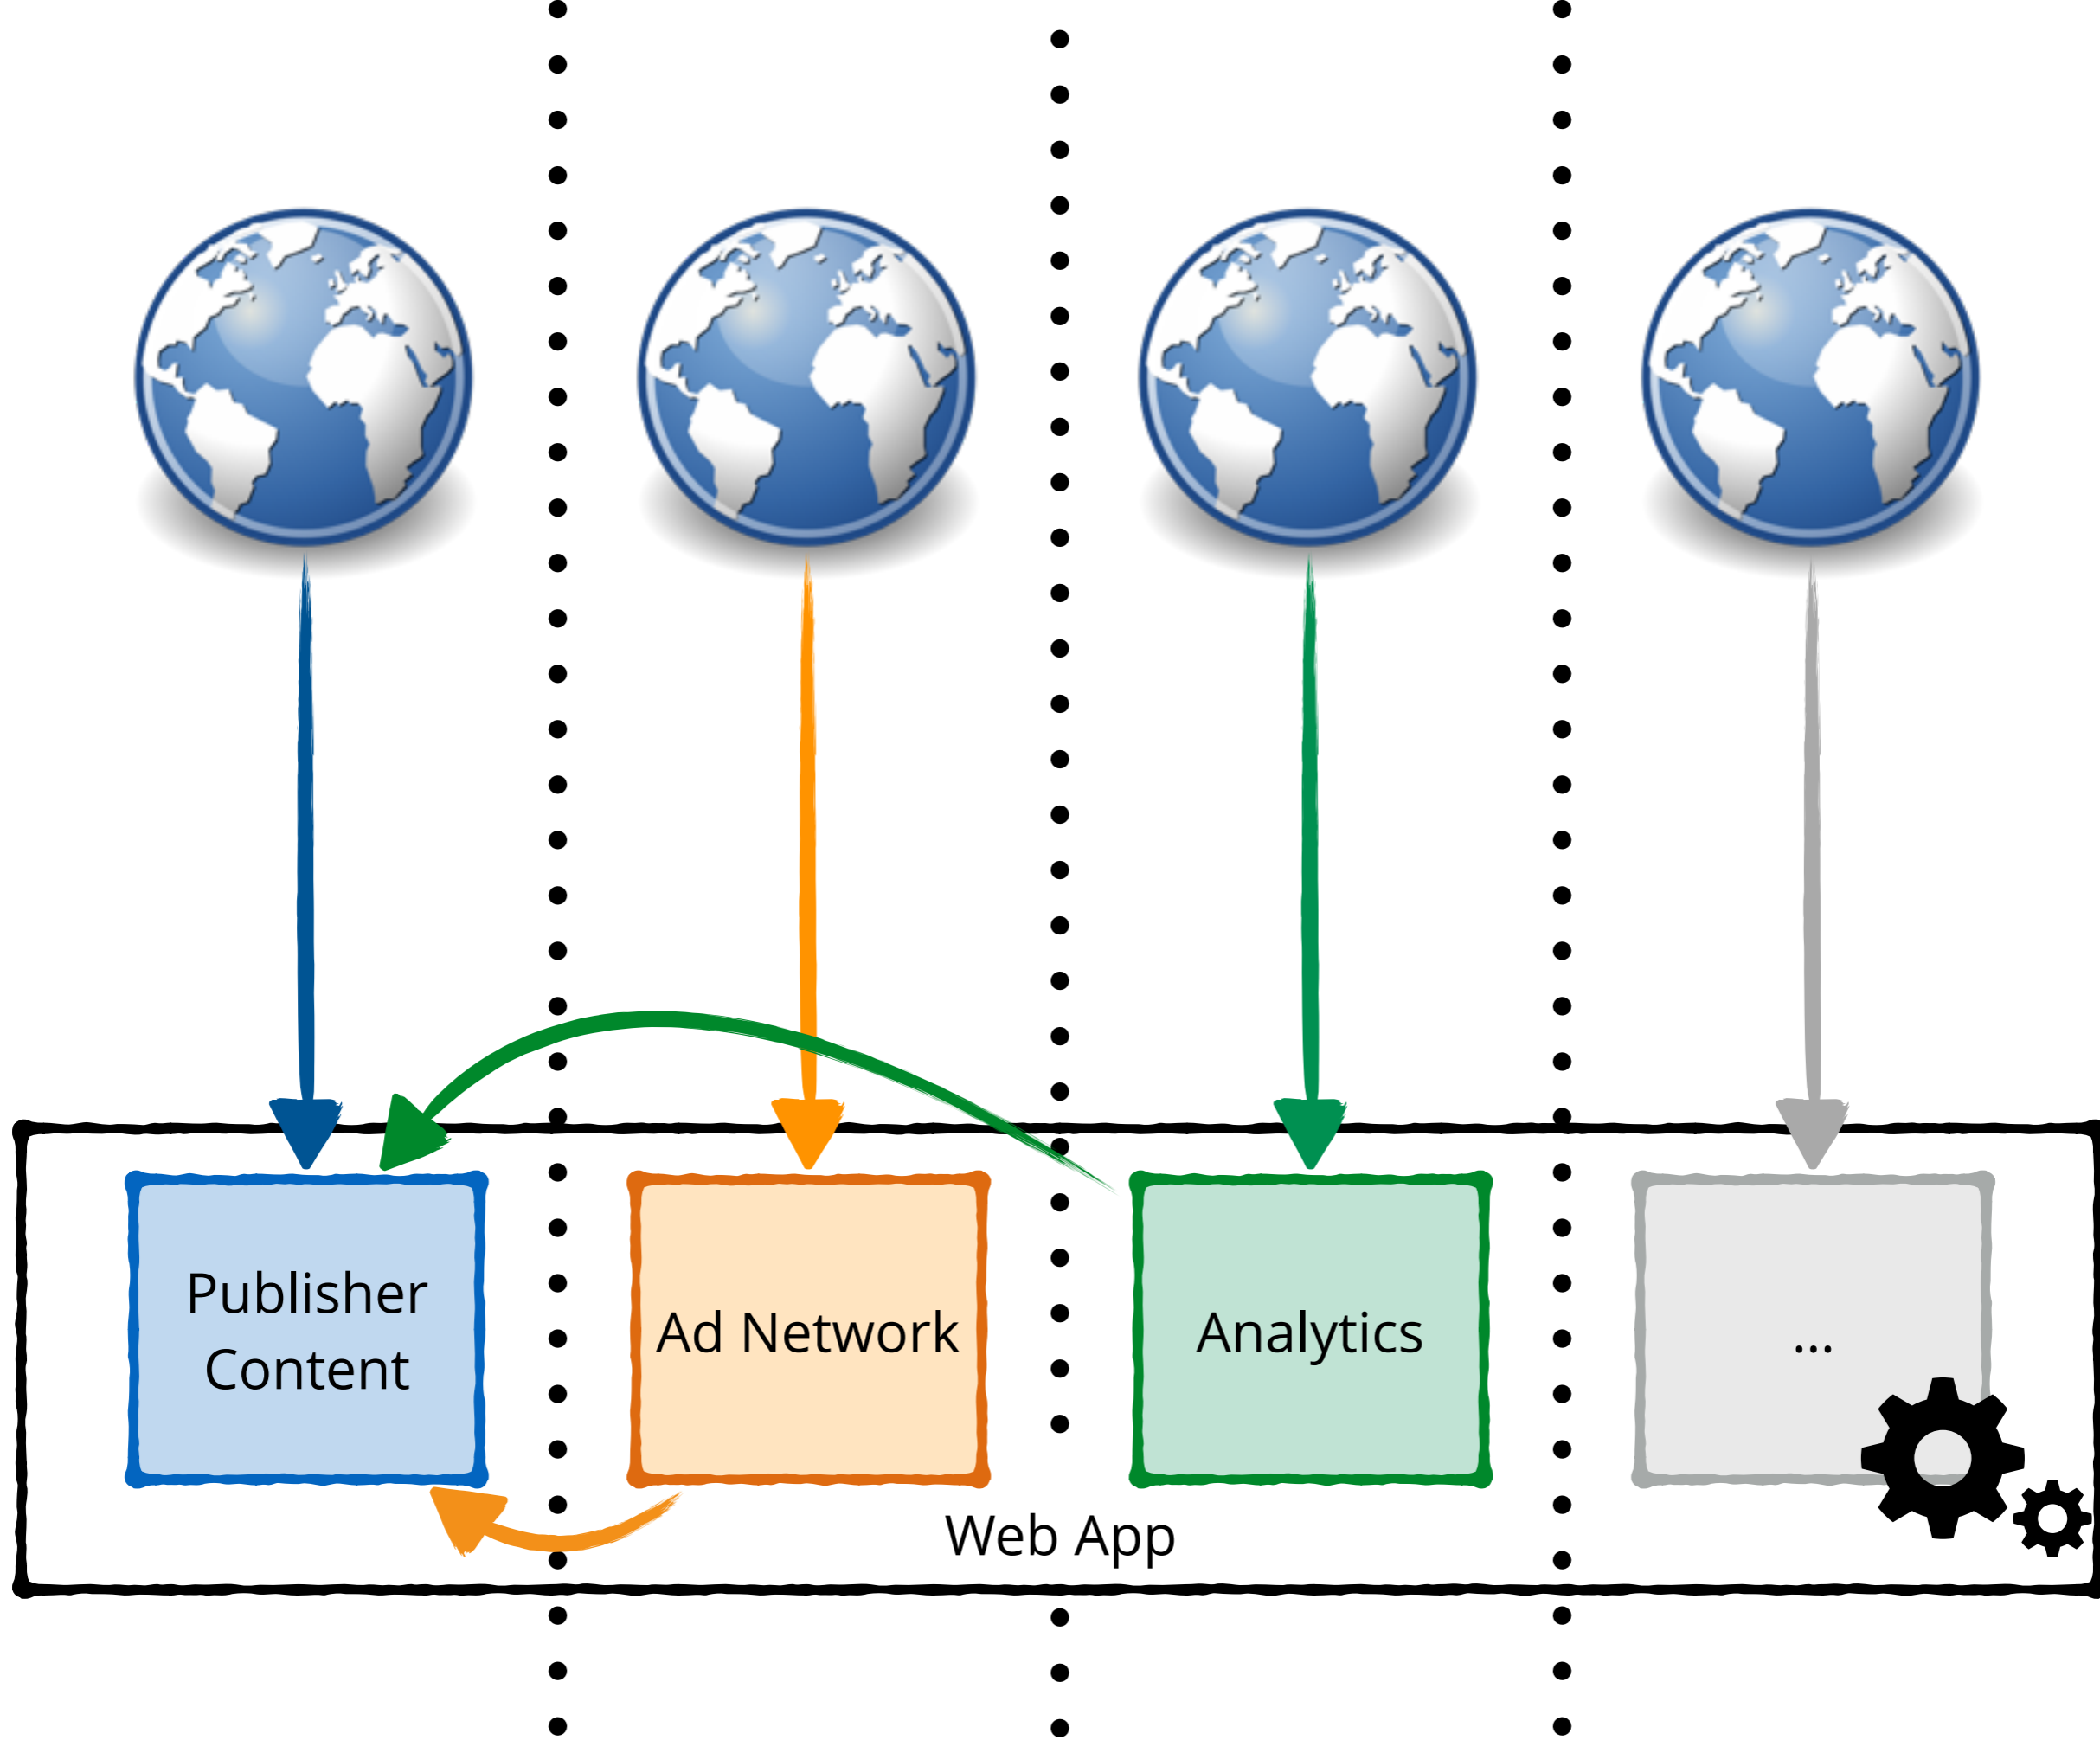 Publisher
Content
Ad Network
Analytics
...
Web App